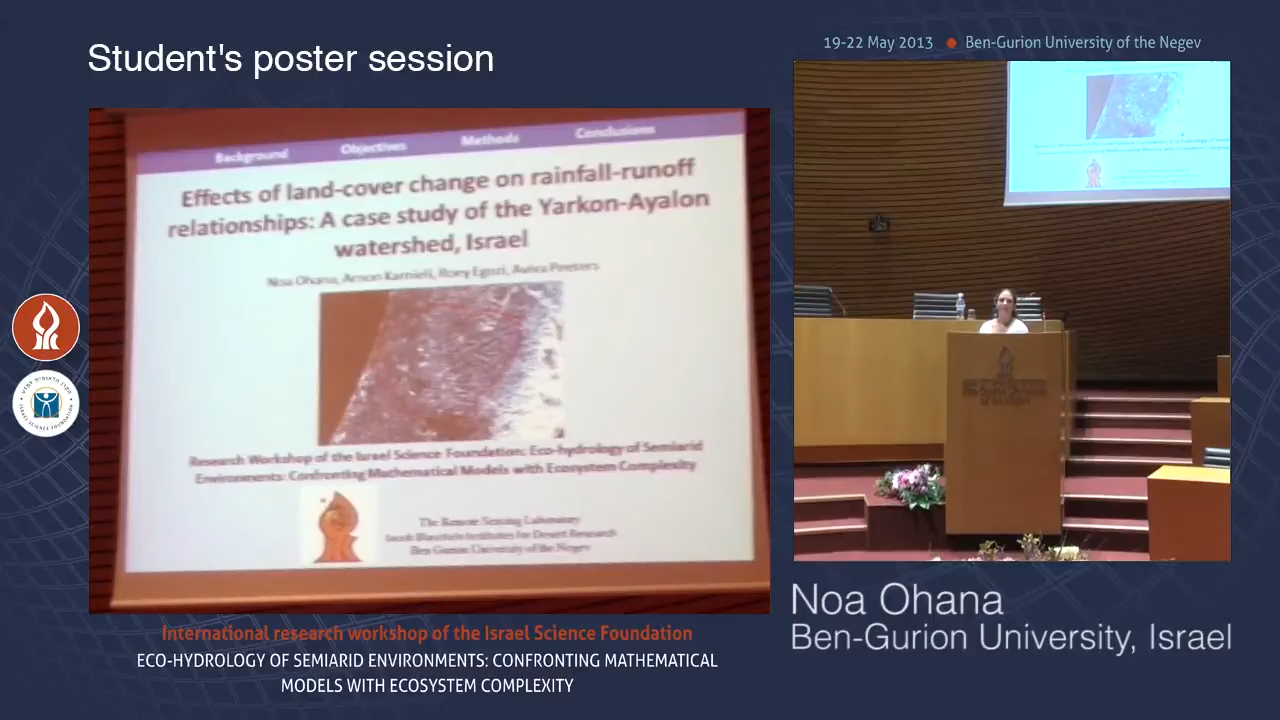 Student's poster session
19-22 May 2013 ● Ben-Gurion University of the Negev
Background Objectives Methods Conclusions
Effects of land-cover change on rainfall-runoff
relationships: A case study of the Yarkon-Ayalon
watershed, Israel
Noa Ohana, Arnon Karnieli, Roey Egozi, Aviva Peeters
Research Workshop of the Israel Science Foundation: Eco-hydrology of Semiarid
Environments: Confronting Mathematical Models with Ecosystem Complexity
The Remote Sensing Laboratory
Jacob Blaustein Institutes for Desert Research
Ben Gurion University of the Negev
ISRAEL SCIENCE FOUNDATION
International research workshop of the Israel Science Foundation
ECO-HYDROLOGY OF SEMIARID ENVIRONMENTS: CONFRONTING MATHEMATICAL
MODELS WITH ECOSYSTEM COMPLEXITY
Noa Ohana
Ben-Gurion University, Israel